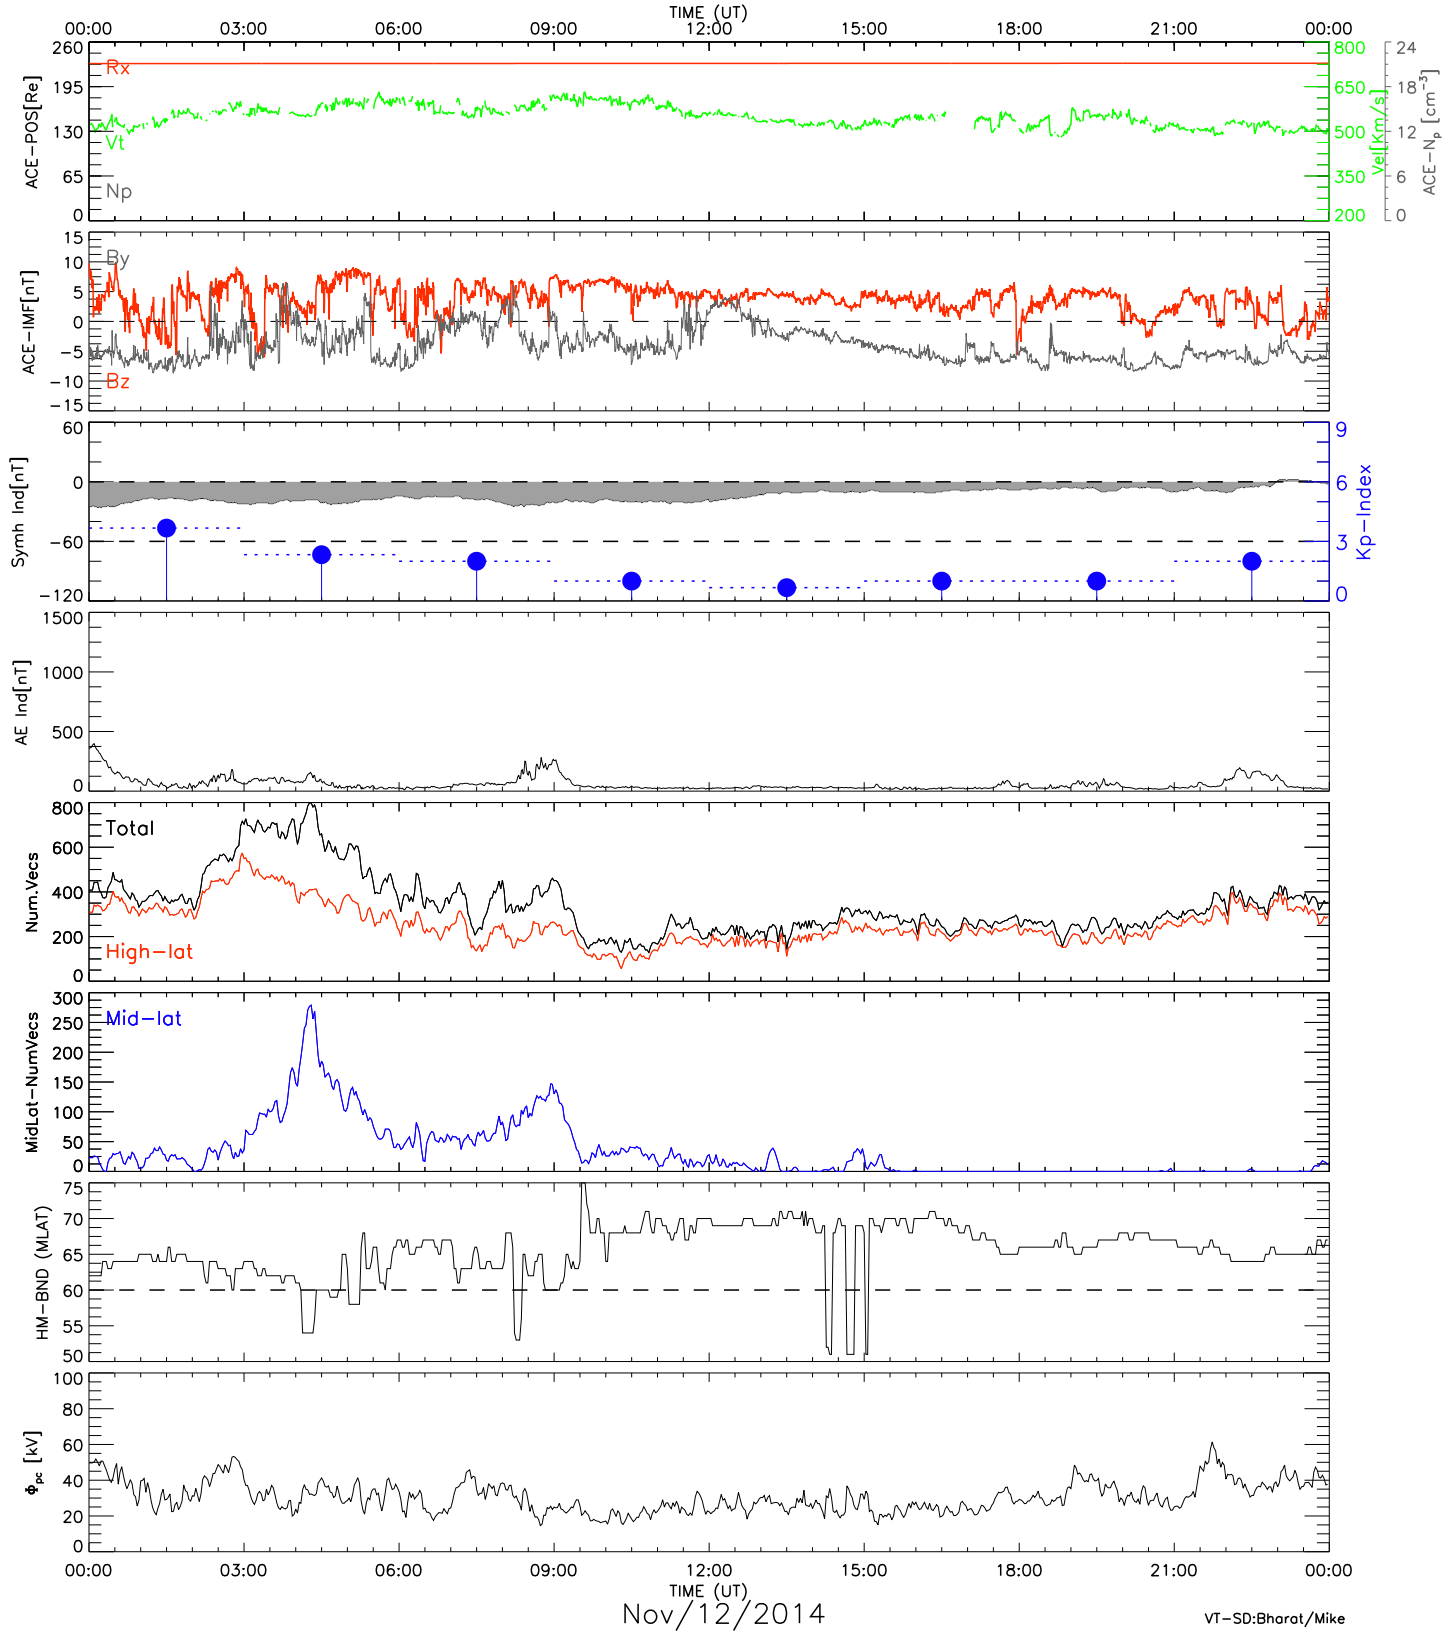 TIME (UT)
00:00 03:00 06:00 09:00 12:00 15:00 18:00 21:00 00:00
260 195 130 65 0
ACE-POS[Re]
Rx
Vt
Np
800 650 500 350 200
Vel[Km/s]
24 18 12 6 0
ACE-Np [cm-3]
15 10 5 0 -5 -10 -15
ACE-IMF[nT]
By
Bz
60 0 -60 -120
Symh Ind[nT]
9 6 3 0
Kp-Index
1500 1000 500 0
AE Ind[nT]
800 600 400 200 0
Num.Vecs
Total
High-lat
300 250 200 150 100 50 0
MidLat-NumVecs
Mid-lat
75 70 65 60 55 50
HM-BND (MLAT)
100 80 60 40 20 0
Φpc [kV]
00:00 03:00 06:00 09:00 12:00 15:00 18:00 21:00 00:00
TIME (UT)
Nov/12/2014
VT-SD:Bharat/Mike